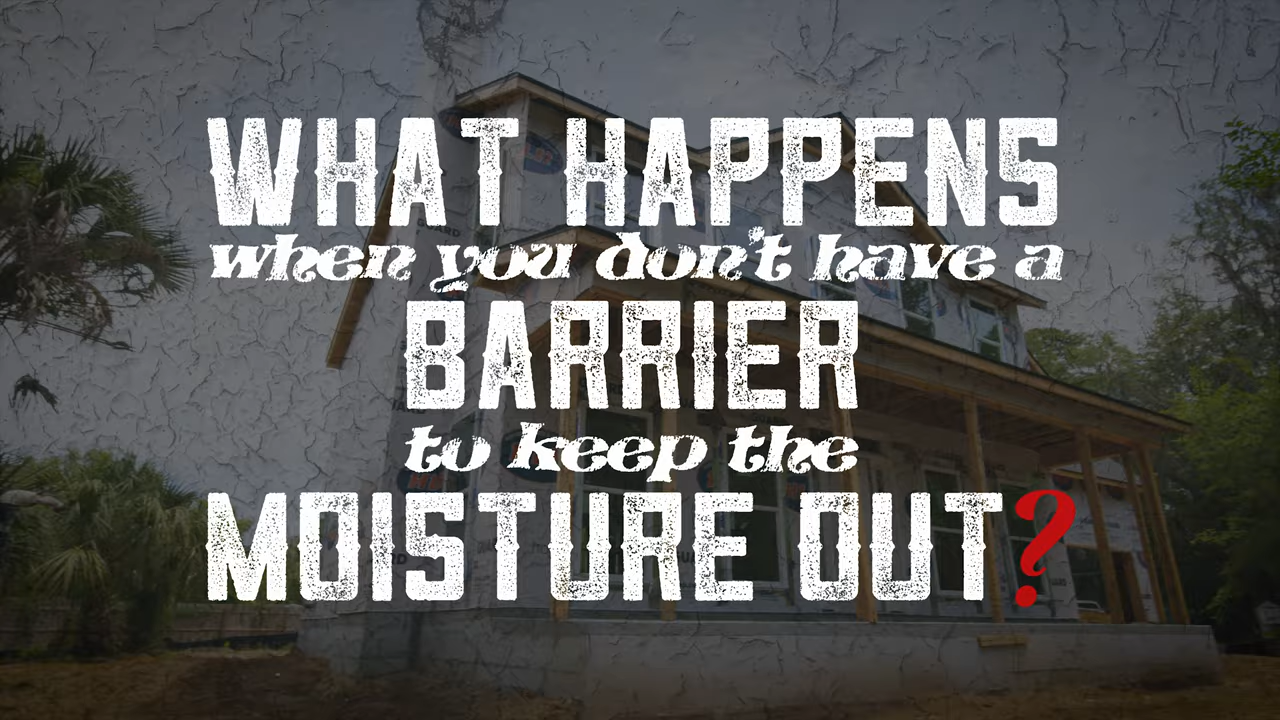 WHAT HAPPENS
when you don't have a
BARRIER
to keep the
MOISTURE OUT?